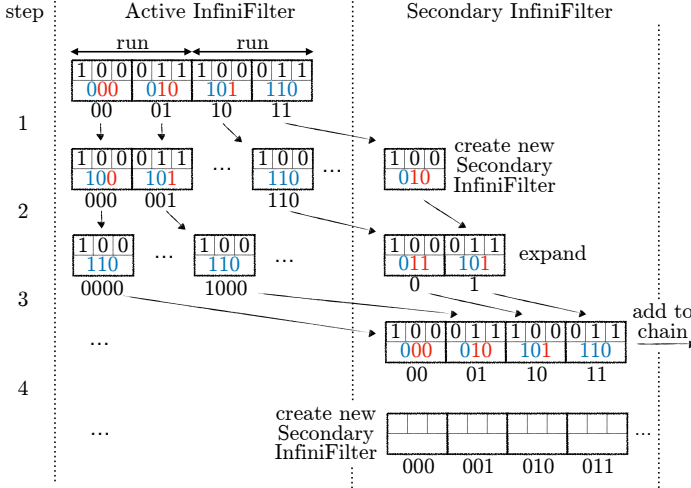 step Active InfiniFilter Secondary InfiniFilter
run run
1 0 0 0 1 1 1 0 0 0 1 1
000 010 101 110
00 01 10 11
1
1 0 0 0 1 1 ... 1 0 0 ... 1 0 0 create new
100 101 110 010 Secondary
InfiniFilter
000 001 110
2
1 0 0 ... 1 0 0 ... 1 0 0 0 1 1 expand
110 110 011 101
0000 1000 0 1
3
add to
... 1 0 0 0 1 1 1 0 0 0 1 1 chain
000 010 101 110
00 01 10 11
4
create new
... Secondary ...
InfiniFilter
000 001 010 011